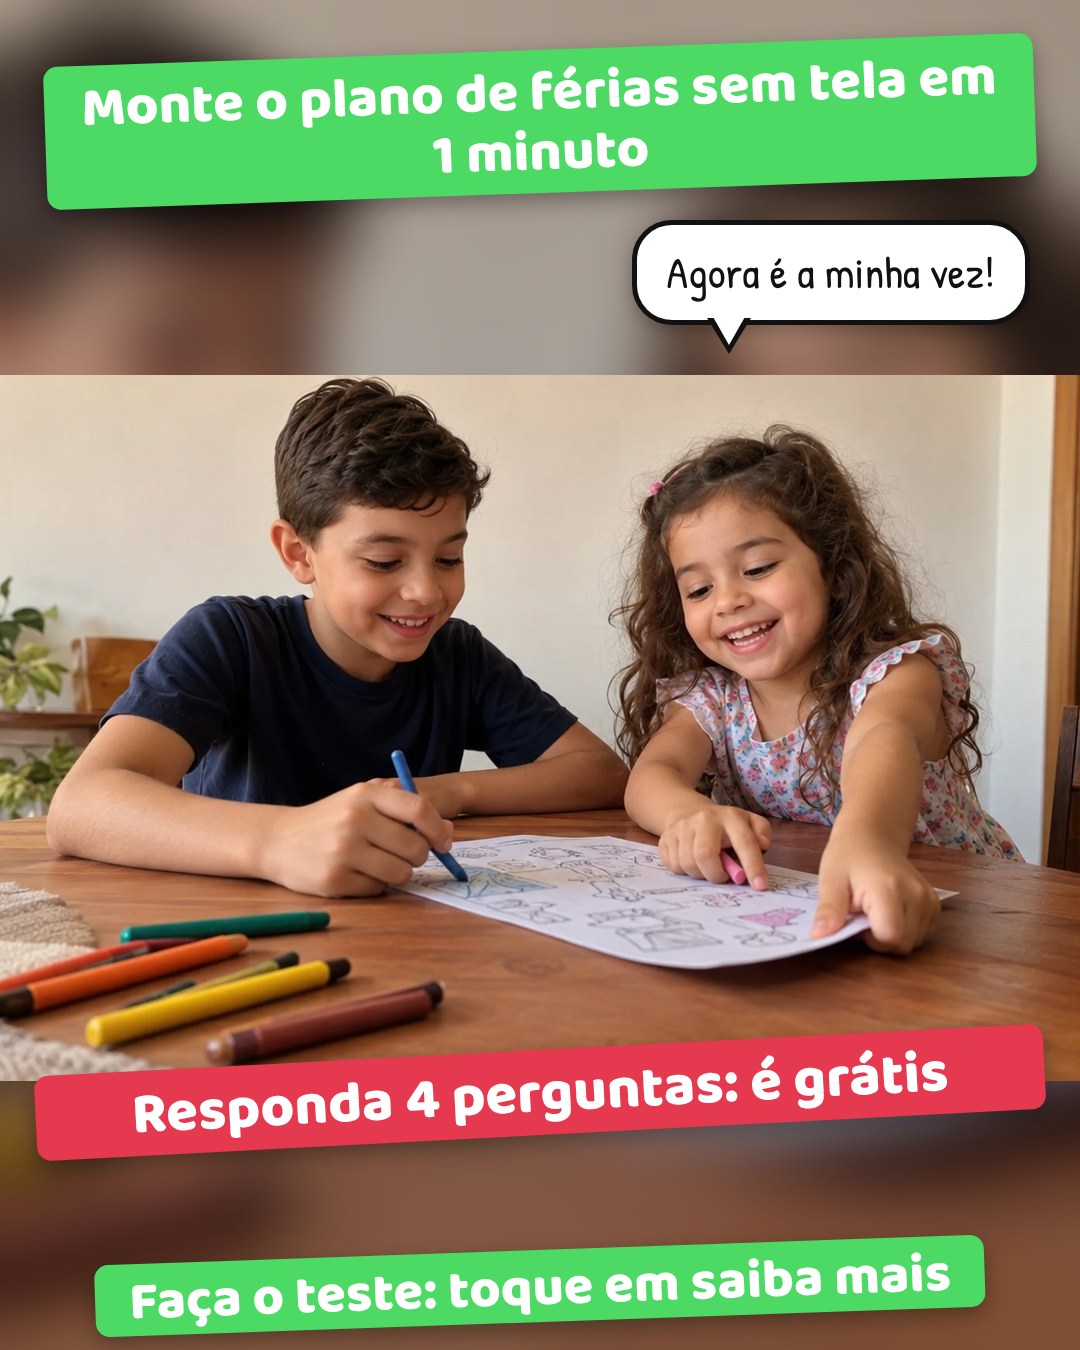 Monte o plano de férias sem tela em
1 minuto
Agora é a minha vez!
Responda 4 perguntas: é grátis
Faça o teste: toque em saiba mais